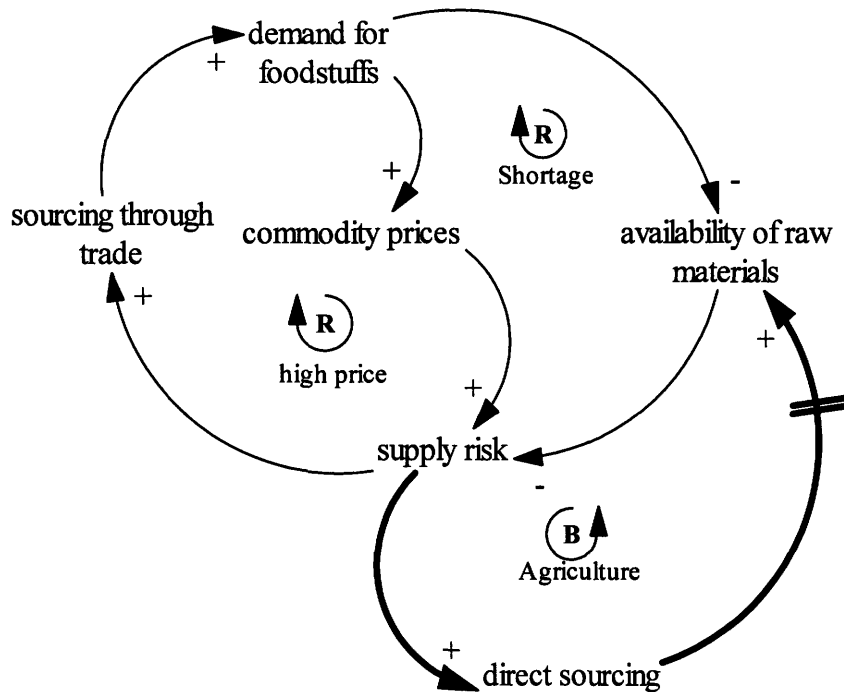 demand for
foodstuffs
+
R
Shortage
+
-
sourcing through
trade
commodity prices
availability of raw
materials
+
R
high price
+
+
supply risk
-
B
Agriculture
+
direct sourcing